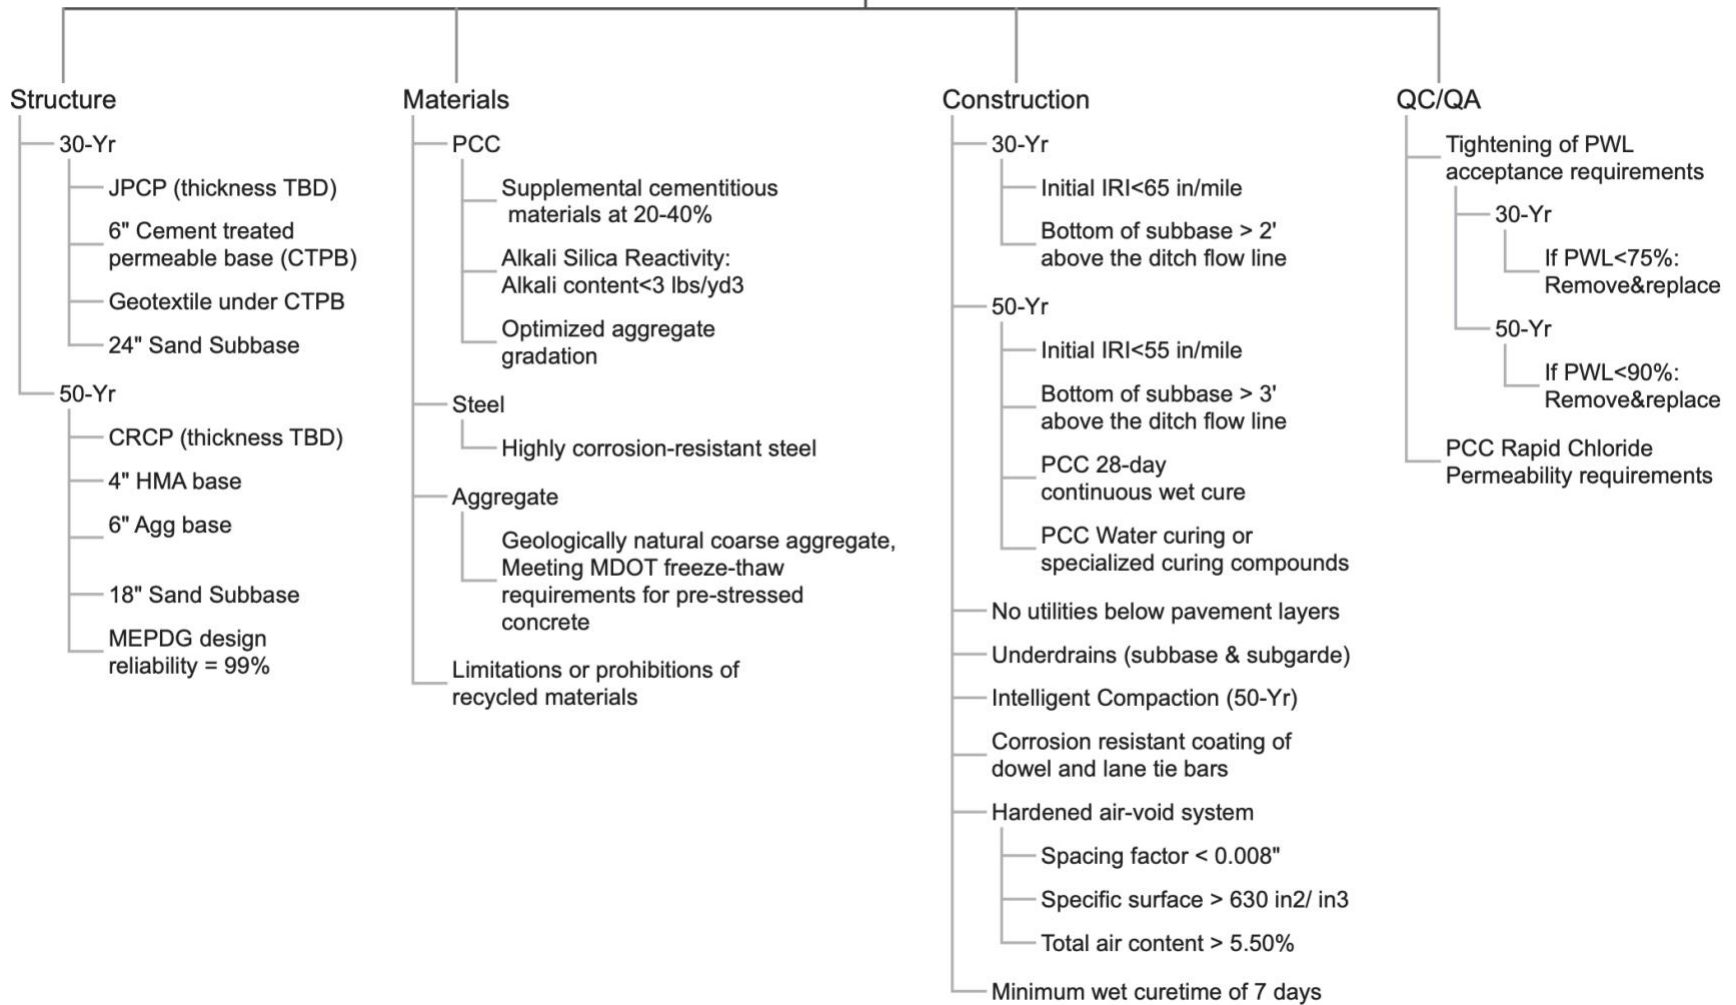 Structure
30-Yr
JPCP (thickness TBD)
6" Cement treated
permeable base (CTPB)
Geotextile under CTPB
24" Sand Subbase
50-Yr
CRCP (thickness TBD)
4" HMA base
6" Agg base
18" Sand Subbase
MEPDG design
reliability = 99%
Materials
PCC
Supplemental cementitious
materials at 20-40%
Alkali Silica Reactivity:
Alkali content<3 lbs/yd3
Optimized aggregate
gradation
Steel
Highly corrosion-resistant steel
Aggregate
Geologically natural coarse aggregate,
Meeting MDOT freeze-thaw
requirements for pre-stressed
concrete
Limitations or prohibitions of
recycled materials
Construction
30-Yr
Initial IRI<65 in/mile
Bottom of subbase > 2'
above the ditch flow line
50-Yr
Initial IRI<55 in/mile
Bottom of subbase > 3'
above the ditch flow line
PCC 28-day
continuous wet cure
PCC Water curing or
specialized curing compounds
No utilities below pavement layers
Underdrains (subbase & subgarde)
Intelligent Compaction (50-Yr)
Corrosion resistant coating of
dowel and lane tie bars
Hardened air-void system
Spacing factor < 0.008"
Specific surface > 630 in2/ in3
Total air content > 5.50%
Minimum wet curetime of 7 days
QC/QA
Tightening of PWL
acceptance requirements
30-Yr
If PWL<75%:
Remove&replace
50-Yr
If PWL<90%:
Remove&replace
PCC Rapid Chloride
Permeability requirements